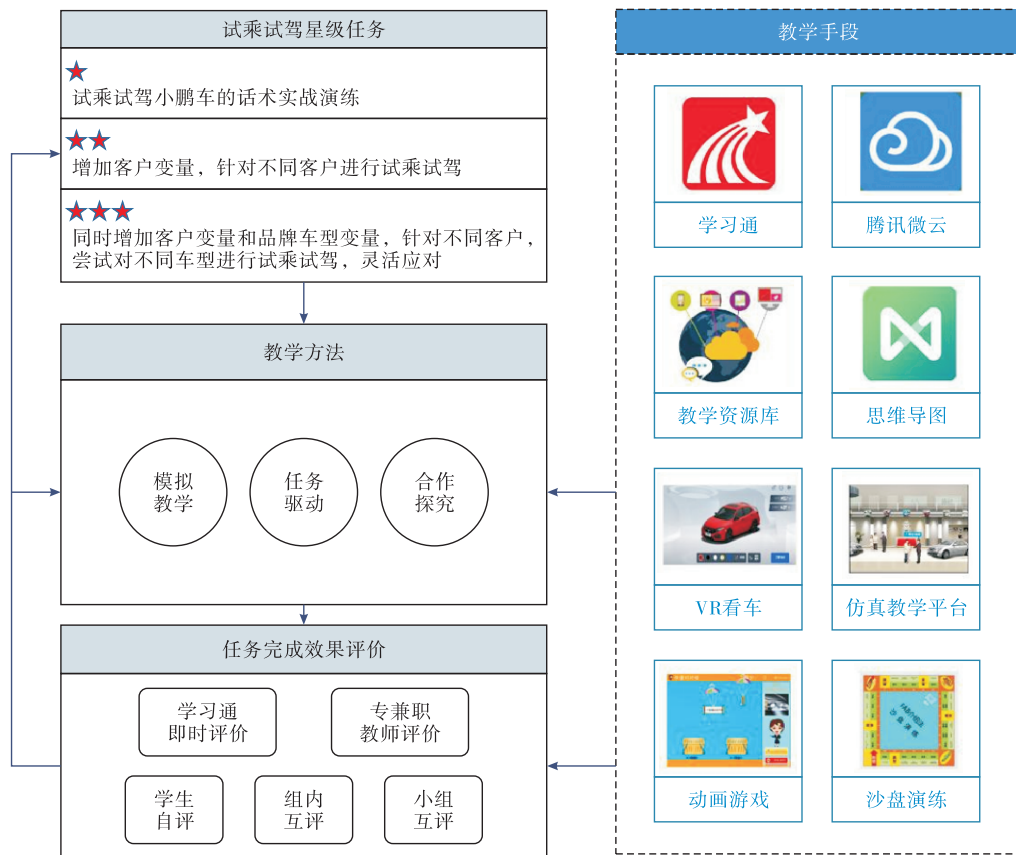 试乘试驾星级任务
试乘试驾小鹏车的话术实战演练
增加客户变量，针对不同客户进行试乘试驾
同时增加客户变量和品牌车型变量，针对不同客户，
尝试对不同车型进行试乘试驾，灵活应对
教学方法
模拟
教学
任务
驱动
合作
探究
任务完成效果评价
学习通
即时评价
专兼职
教师评价
学生
自评
组内
互评
小组
互评
教学手段
学习通
腾讯微云
教学资源库
思维导图
VR看车
仿真教学平台
动画游戏
沙盘演练